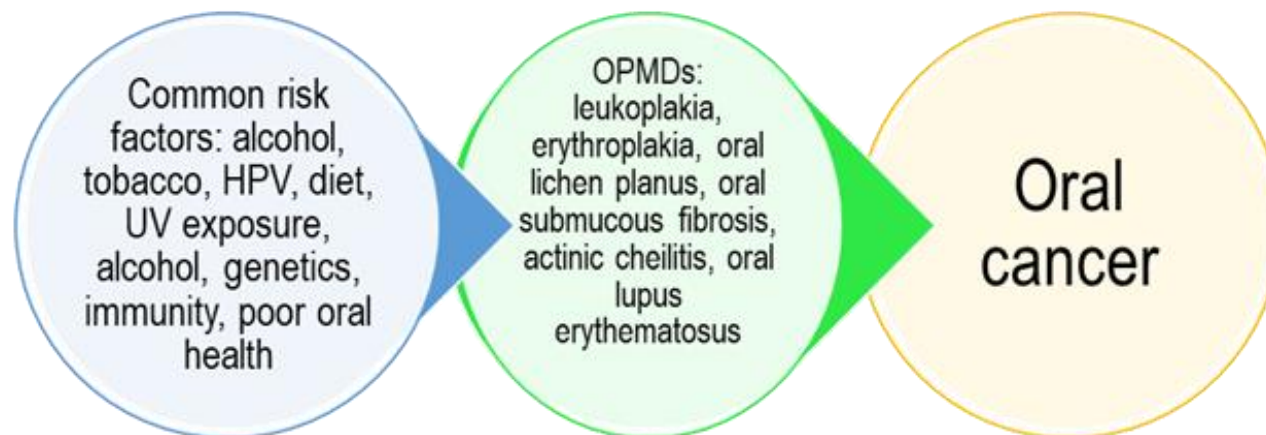 Common risk
factors: alcohol,
tobacco, HPV, diet,
UV exposure,
alcohol, genetics,
immunity, poor oral
health
OPMDs:
leukoplakia,
erythroplakia, oral
lichen planus, oral
submucous fibrosis,
actinic cheilitis, oral
lupus
erythematosus
Oral
cancer